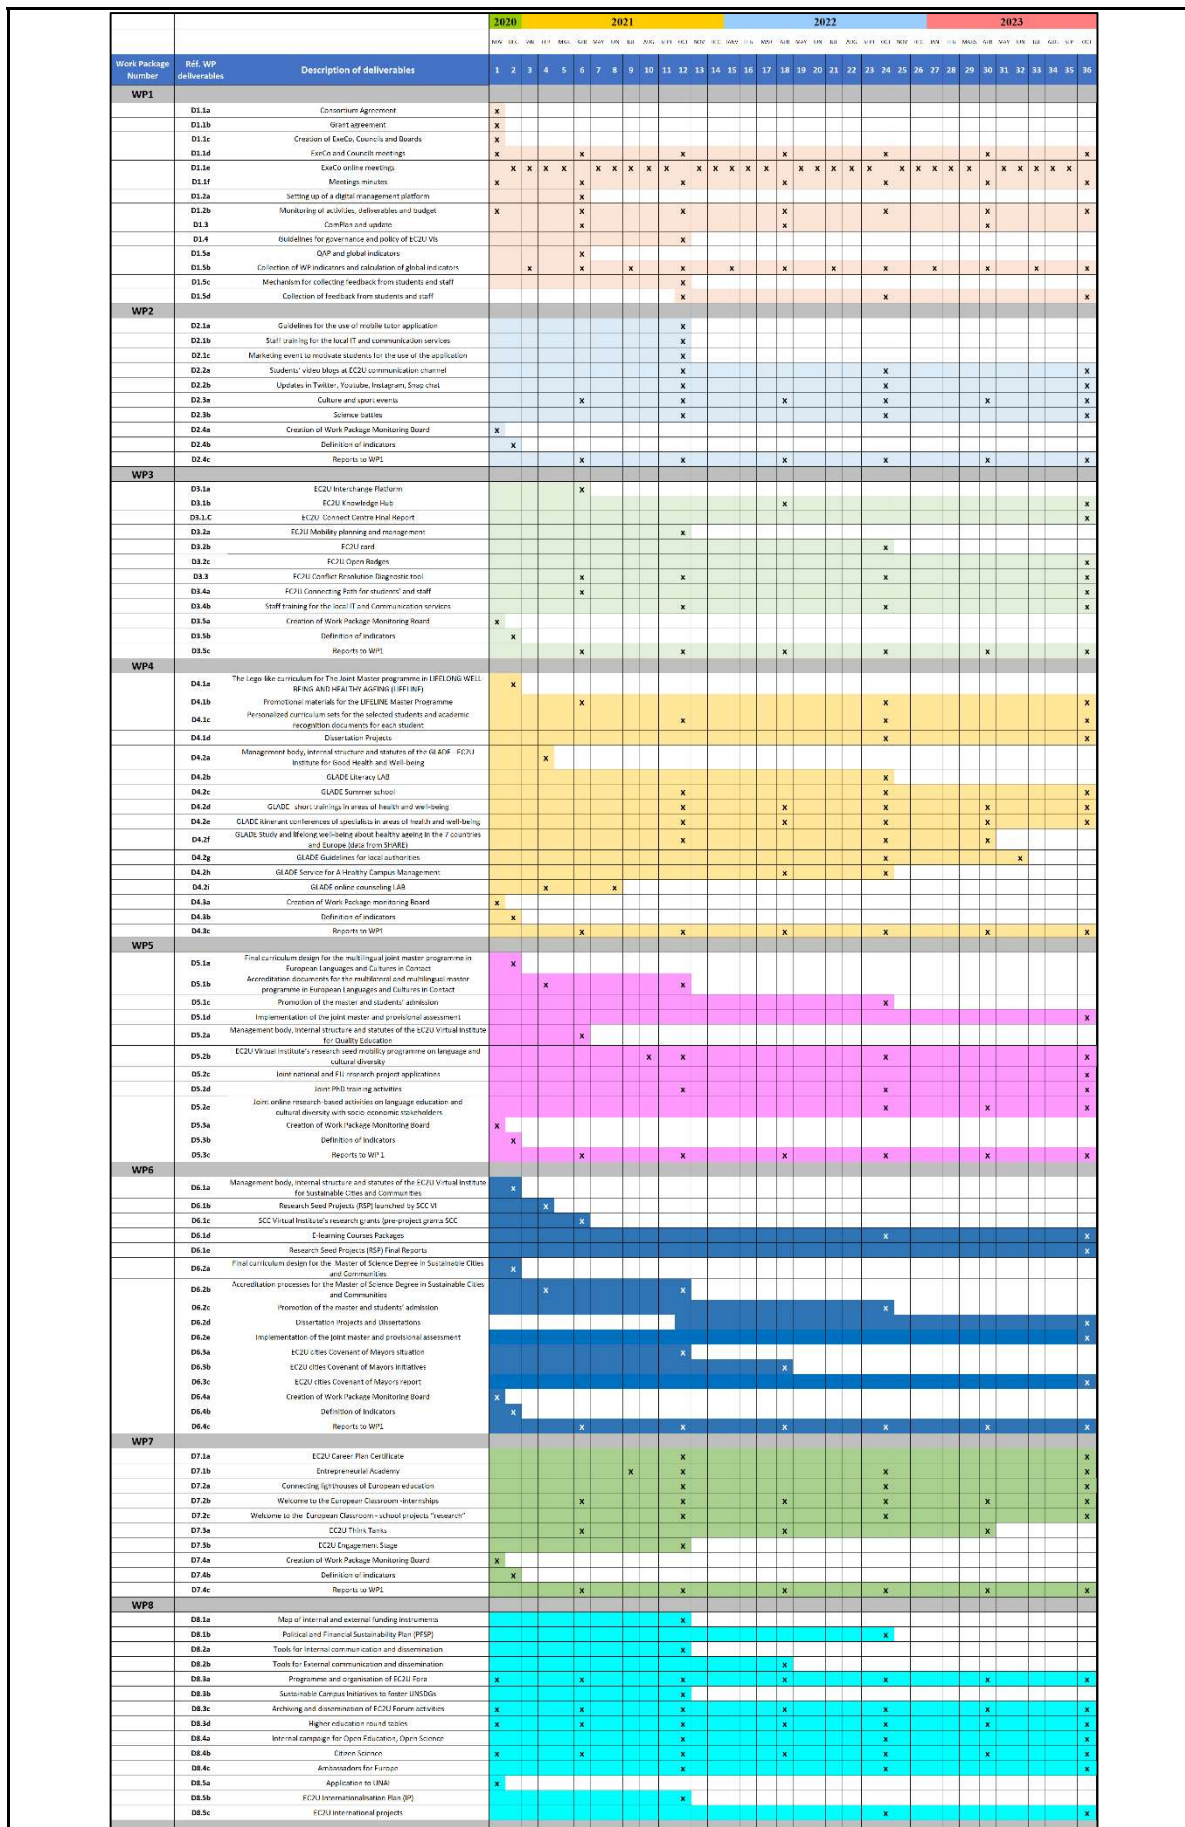 2020 2021 2022 2023
Work Package Number Réf. WP deliverables Description of deliverables 1 2 3 4 5 6 7 8 9 10 11 12 13 14 15 16 17 18 19 20 21 22 23 24 25 26 27 28 29 30 31 32 33 34 35 36
WP1
D1.1a Consortium Agreement x
D1.1b Grant agreement x
D1.1c Creation of ExeCo, Councils and Boards x
D1.1d ExeCo and Councils meetings x x x x x x x
D1.1e ExeCo online meetings x x x x x x x x x x x x x x x x x x x x x x x x x x x x x
D1.1f Meetings minutes x x x x x x x
D1.2a Setting up of a digital management platform x
D1.2b Monitoring of activities, deliverables and budget x x x x x x x
D1.3 ComPlan and update x x x
D1.4 Guidelines for governance and policy of EC2U VIs x
D1.5a QAP and global indicators x
D1.5b Collection of WP indicators and calculation of global indicators x x x x x x x x x x x x
D1.5c Mechanism for collecting feedback from students and staff x
D1.5d Collection of feedback from students and staff x x x
WP2
D2.1a Guidelines for the use of mobile tutor application x
D2.1b Staff training for the local IT and communication services x
D2.1c Marketing event to motivate students for the use of the application x
D2.2a Students' video blogs at EC2U communication channel x x x
D2.2b Updates in Twitter, Youtube, Instagram, Snap chat x x x
D2.3a Culture and sport events x x x x x x
D2.3b Science battles x x x
D2.4a Creation of Work Package Monitoring Board x
D2.4b Definition of indicators x
D2.4c Reports to WP1 x x x x x x
WP3
D3.1a EC2U Interchange Platform x
D3.1b EC2U Knowledge Hub x x
D3.1.C EC2U Connect Centre Final Report x
D3.2a EC2U Mobility planning and management x
D3.2b EC2U card x
D3.2c EC2U Open Badges x
D3.3 EC2U Conflict Resolution Diagnostic tool x x x x
D3.4a EC2U Connecting Path for students' and staff x x
D3.4b Staff training for the local IT and Communication services x x x
D3.5a Creation of Work Package Monitoring Board x
D3.5b Definition of indicators x
D3.5c Reports to WP1 x x x x x x
WP4
D4.1a The Lego-like curriculum for The Joint Master programme in LIFELONG WELL-BEING AND HEALTHY AGEING (LIFELINE) x
D4.1b Promotional materials for the LIFELINE Master Programme x x x
D4.1c Personalized curriculum sets for the selected students and academic recognition documents for each student x x x
D4.1d Dissertation Projects x x
D4.2a Management body, internal structure and statutes of the GLADE - EC2U Institute for Good Health and Well-being x
D4.2b GLADE Literacy LAB x
D4.2c GLADE Summer school x x x
D4.2d GLADE short trainings in areas of health and well-being x x x x x
D4.2e GLADE itinerant conferences of specialists in areas of health and well-being x x x x x
D4.2f GLADE Study and lifelong well-being about healthy ageing in the 7 countries and Europe (data from SHARE) x x x
D4.2g GLADE Guidelines for local authorities x x
D4.2h GLADE Service for A Healthy Campus Management x x
D4.2i GLADE online counseling LAB x x
D4.3a Creation of Work Package monitoring Board x
D4.3b Definition of indicators x
D4.3c Reports to WP1 x x x x x x
WP5
D5.1a Final curriculum design for the multilingual joint master programme in European Languages and Cultures in Contact x
D5.1b Accreditation documents for the multilateral and multilingual master programme in European Languages and Cultures in Contact x x
D5.1c Promotion of the master and students' admission x
D5.1d Implementation of the joint master and provisional assessment x
D5.2a Management body, internal structure and statutes of the EC2U Virtual Institute for Quality Education x
D5.2b EC2U Virtual Institute's research seed mobility programme on language and cultural diversity x x x x
D5.2c Joint national and EU research project applications x
D5.2d Joint PhD training activities x x x
D5.2e Joint online research-based activities on language education and cultural diversity with socio economic stakeholders x x x
D5.3a Creation of Work Package Monitoring Board x
D5.3b Definition of Indicators x
D5.3c Reports to WP 1 x x x x x x
WP6
D6.1a Management body, internal structure and statutes of the EC2U Virtual Institute for Sustainable Cities and Communities x
D6.1b Research Seed Projects (RSP) launched by SCC VI x
D6.1c SCC Virtual Institute's research grants (pre-project grants SCC x
D6.1d E-learning Courses Packages x x
D6.1e Research Seed Projects (RSP) Final Reports x
D6.2a Final curriculum design for the Master of Science Degree in Sustainable Cities and Communities x
D6.2b Accreditation processes for the Master of Science Degree in Sustainable Cities and Communities x x
D6.2c Promotion of the master and students' admission x
D6.2d Dissertation Projects and Dissertations x
D6.2e Implementation of the joint master and provisional assessment x
D6.3a EC2U cities Covenant of Mayors situation x
D6.3b EC2U cities Covenant of Mayors initiatives x
D6.3c EC2U cities Covenant of Mayors report x
D6.4a Creation of Work Package Monitoring Board x
D6.4b Definition of Indicators x
D6.4c Reports to WP1 x x x x x x
WP7
D7.1a EC2U Career Plan Certificate x x
D7.1b Entrepreneurial Academy x x x x
D7.2a Connecting lighthouses of European education x x x
D7.2b Welcome to the European Classroom -internships x x x x x x
D7.2c Welcome to the European Classroom - school projects "research" x x x
D7.3a EC2U Think Tanks x x x
D7.3b EC2U Engagement Stage x
D7.4a Creation of Work Package Monitoring Board x
D7.4b Definition of indicators x
D7.4c Reports to WP1 x x x x x x
WP8
D8.1a Map of internal and external funding instruments x
D8.1b Political and Financial Sustainability Plan (PFSP) x
D8.2a Tools for Internal communication and dissemination x
D8.2b Tools for External communication and dissemination x
D8.3a Programme and organisation of EC2U Fora x x x x x x x
D8.3b Sustainable Campus Initiatives to foster UNSDGs x
D8.3c Archiving and dissemination of EC2U Forum activities x x x x x x x
D8.3d Higher education round tables x x x x x x x
D8.4a Internal campaign for Open Education, Open Science x x x
D8.4b Citizen Science x x x x x x x
D8.4c Ambassadors for Europe x x x
D8.5a Application to UNAI x
D8.5b EC2U Internationalisation Plan (IP) x
D8.5c EC2U international projects x x